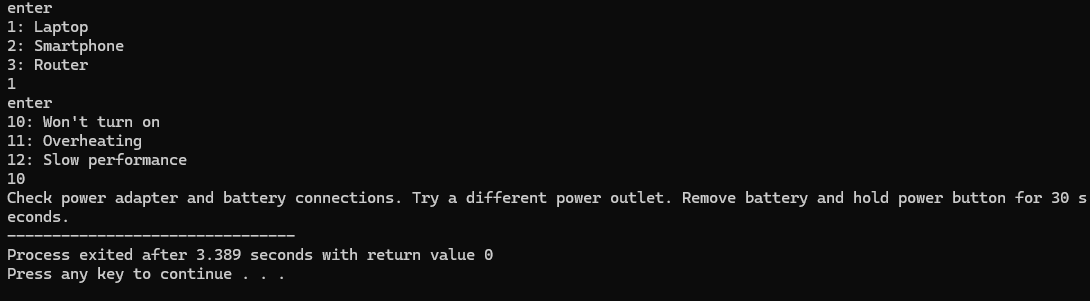 enter
1: Laptop
2: Smartphone
3: Router
1
enter
10: Won't turn on
11: Overheating
12: Slow performance
10
Check power adapter and battery connections. Try a different power outlet. Remove battery and hold power button for 30 s
econds.
--------------------------------
Process exited after 3.389 seconds with return value 0
Press any key to continue . . .